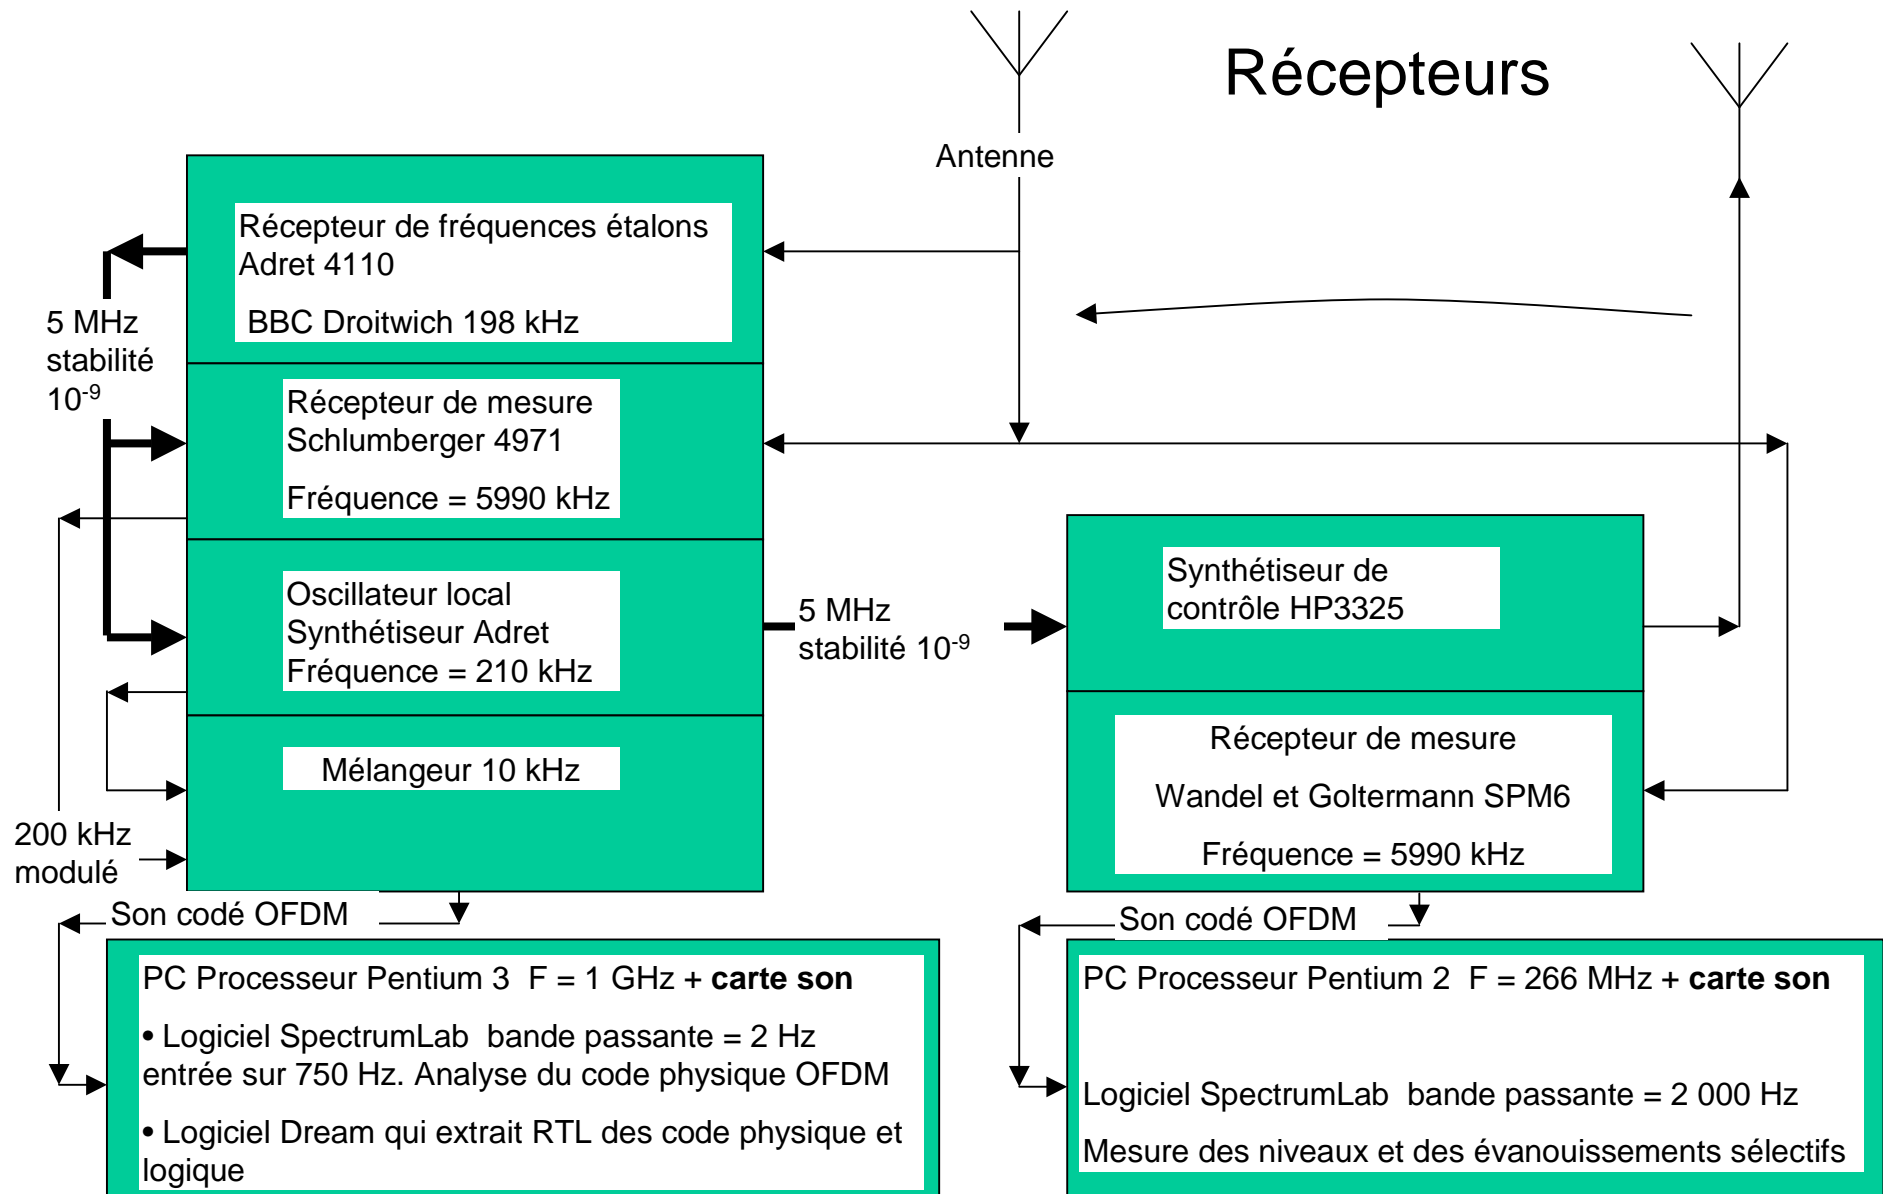 Récepteurs
Antenne
Récepteur de fréquences étalons
Adret 4110
BBC Droitwich 198 kHz
5 MHz
stabilité
10⁻⁹
Récepteur de mesure
Schlumberger 4971
Fréquence = 5990 kHz
Oscillateur local
Synthétiseur Adret
Fréquence = 210 kHz
5 MHz
stabilité 10⁻⁹
Synthétiseur de
contrôle HP3325
Mélangeur 10 kHz
200 kHz
modulé
Récepteur de mesure
Wandel et Goltermann SPM6
Fréquence = 5990 kHz
Son codé OFDM
PC Processeur Pentium 3 F = 1 GHz + carte son
• Logiciel SpectrumLab bande passante = 2 Hz
entrée sur 750 Hz. Analyse du code physique OFDM
• Logiciel Dream qui extrait RTL des code physique et
logique
Son codé OFDM
PC Processeur Pentium 2 F = 266 MHz + carte son
Logiciel SpectrumLab bande passante = 2 000 Hz
Mesure des niveaux et des évanouissements sélectifs